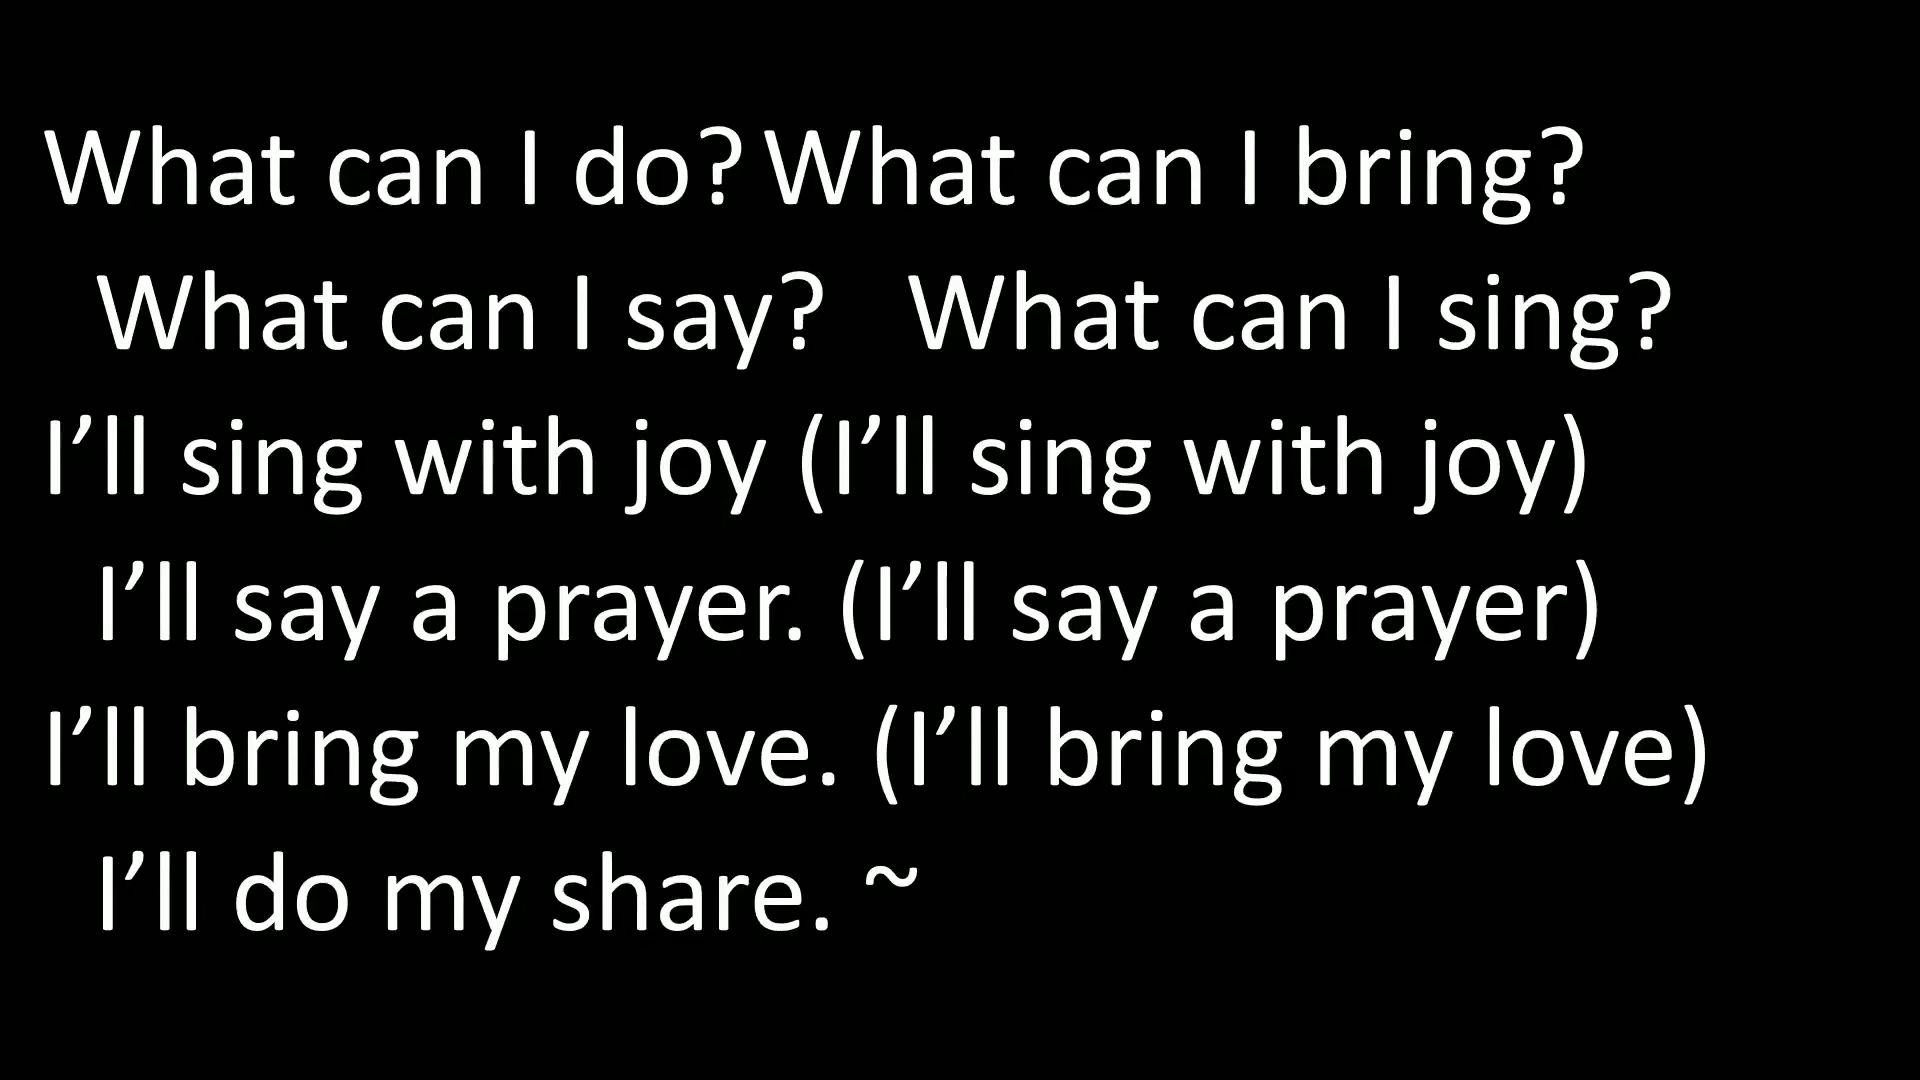 What can I do? What can I bring?
What can I say? What can I sing?
I’ll sing with joy (I’ll sing with joy)
I’ll say a prayer. (I’ll say a prayer)
I’ll bring my love. (I’ll bring my love)
I’ll do my share. ~